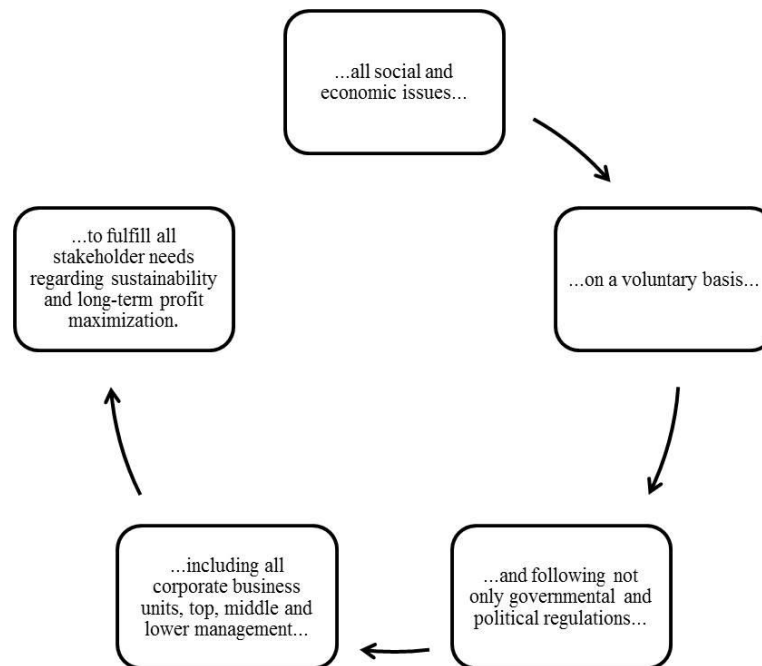 …all social and
economic issues…
…on a voluntary basis…
…and following not
only governmental and
political regulations…
…including all
corporate business
units, top, middle and
lower management…
…to fulfill all
stakeholder needs
regarding sustainability
and long-term profit
maximization.